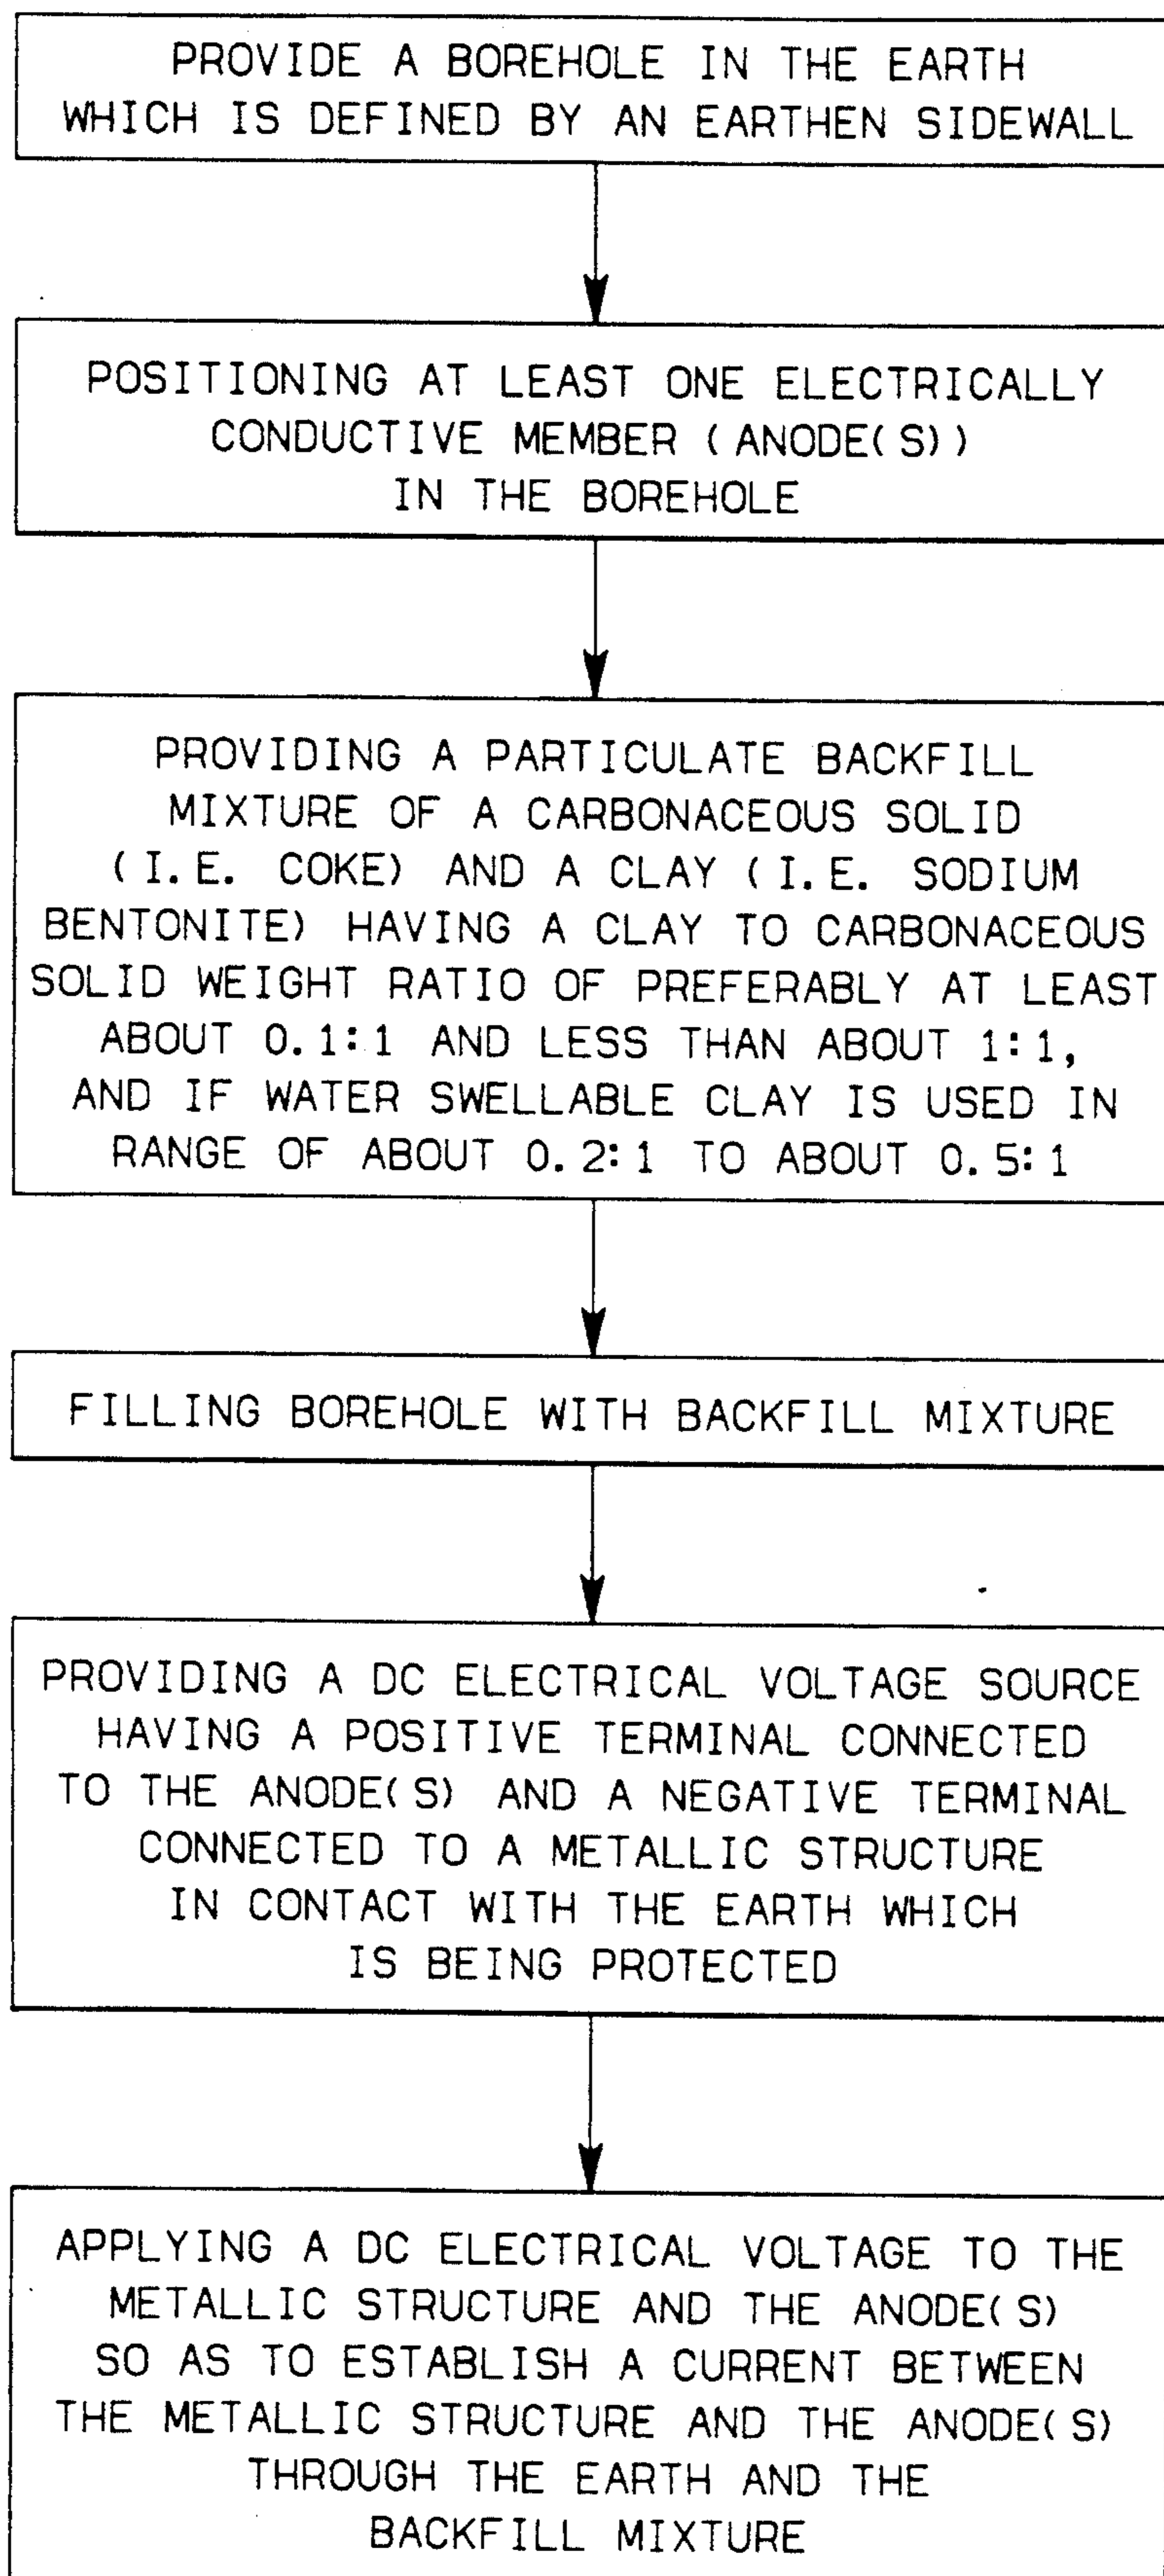 PROVIDE A BOREHOLE IN THE EARTH
WHICH IS DEFINED BY AN EARTHEN SIDEWALL
POSITIONING AT LEAST ONE ELECTRICALLY
CONDUCTIVE MEMBER (ANODE(S))
IN THE BOREHOLE
PROVIDING A PARTICULATE BACKFILL
MIXTURE OF A CARBONACEOUS SOLID
(I.E. COKE) AND A CLAY (I.E. SODIUM
BENTONITE) HAVING A CLAY TO CARBONACEOUS
SOLID WEIGHT RATIO OF PREFERABLY AT LEAST
ABOUT 0.1:1 AND LESS THAN ABOUT 1:1,
AND IF WATER SWELLABLE CLAY IS USED IN
RANGE OF ABOUT 0.2:1 TO ABOUT 0.5:1
FILLING BOREHOLE WITH BACKFILL MIXTURE
PROVIDING A DC ELECTRICAL VOLTAGE SOURCE
HAVING A POSITIVE TERMINAL CONNECTED
TO THE ANODE(S) AND A NEGATIVE TERMINAL
CONNECTED TO A METALLIC STRUCTURE
IN CONTACT WITH THE EARTH WHICH
IS BEING PROTECTED
APPLYING A DC ELECTRICAL VOLTAGE TO THE
METALLIC STRUCTURE AND THE ANODE(S)
SO AS TO ESTABLISH A CURRENT BETWEEN
THE METALLIC STRUCTURE AND THE ANODE(S)
THROUGH THE EARTH AND THE
BACKFILL MIXTURE